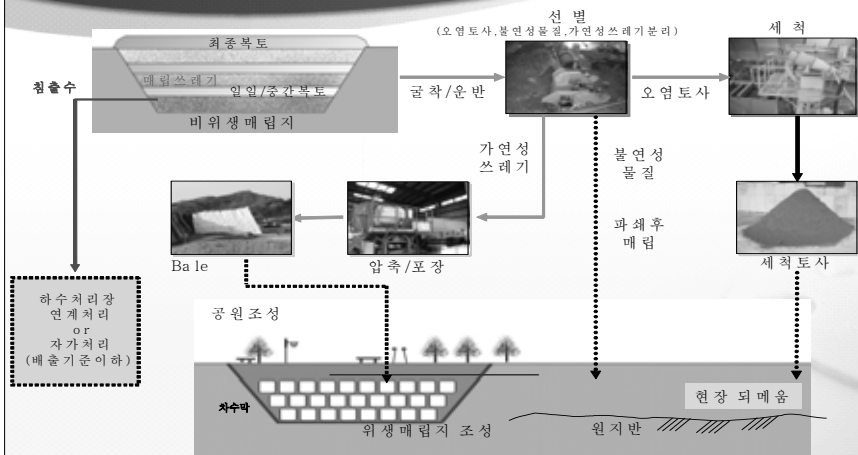 선 별
(오염토사,불연성물질,가연성쓰레기분리)
세 척
최종복토
매립쓰레기
일일/중간복토
비위생매립지
침출수
굴착/운반
오염토사
가연성
쓰레기
불연성
물질
파쇄후
매립
Bale
압축/포장
세척토사
하수처리장
연계처리
or
자가처리
(배출기준이하)
공원조성
차수막
위생매립지 조성
원지반
현장 되메움